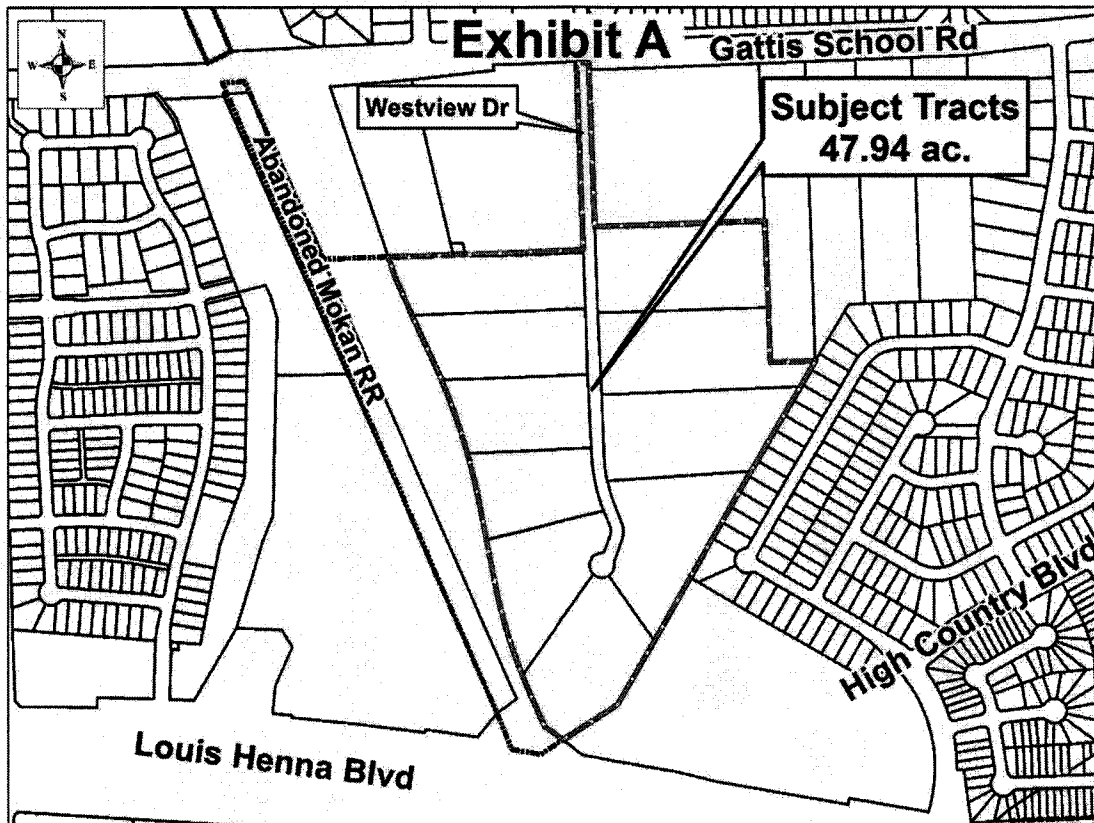 Exhibit A
Gattis School Rd
N
W E
S
Westview Dr
Subject Tracts
47.94 ac.
Abandoned Mokan RR
High Country Blvd
Louis Henna Blvd